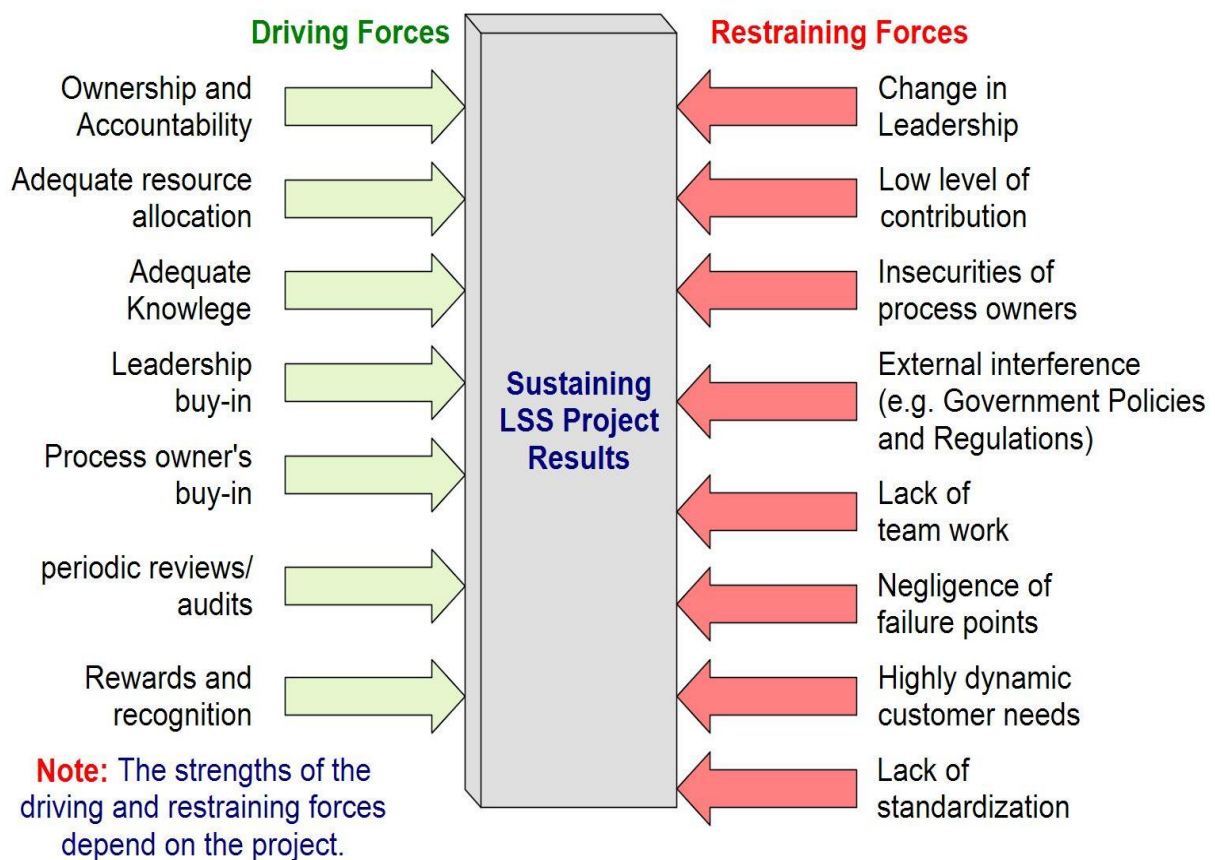 Driving Forces
Ownership and
Accountability
Adequate resource
allocation
Adequate
Knowlege
Leadership
buy-in
Process owner's
buy-in
periodic reviews/
audits
Rewards and
recognition
Note: The strengths of the
driving and restraining forces
depend on the project.
Sustaining
LSS Project
Results
Restraining Forces
Change in
Leadership
Low level of
contribution
Insecurities of
process owners
External interference
(e.g. Government Policies
and Regulations)
Lack of
team work
Negligence of
failure points
Highly dynamic
customer needs
Lack of
standardization